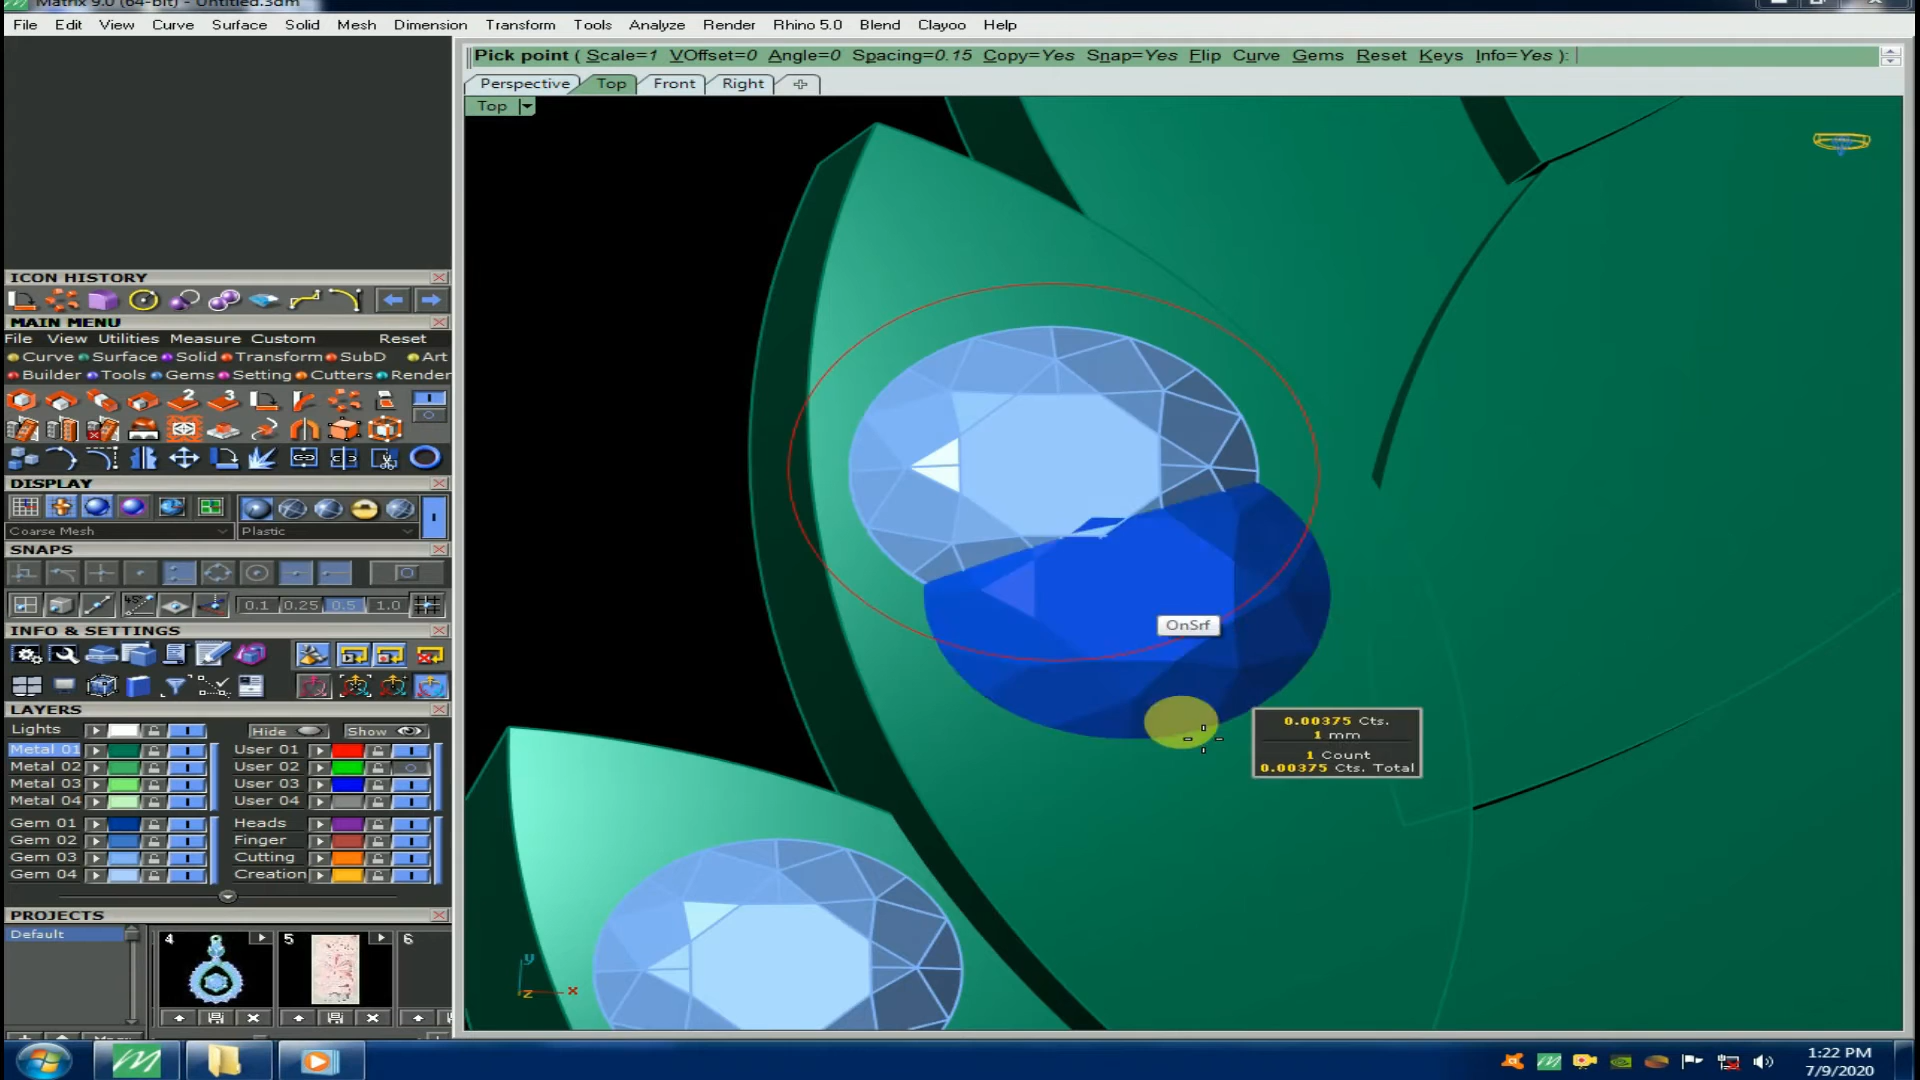 Matrix 9.0 (64-bit) - Untitled.3dm
File Edit View Curve Surface Solid Mesh Dimension Transform Tools Analyze Render Rhino 5.0 Blend Clayoo Help
Pick point ( Scale=1 VOffset=0 Angle=0 Spacing=0.15 Copy=Yes Snap=Yes Flip Curve Gems Reset Keys Info=Yes ):
Perspective Top Front Right
Top
ICON HISTORY
MAIN MENU
File View Utilities Measure Custom Reset
Curve Surface Solid Transform SubD Art
Builder Tools Gems Setting Cutters Render
2 3
DISPLAY
Coarse Mesh Plastic
SNAPS
45° 0.1 0.25 0.5 1.0
INFO & SETTINGS
LAYERS
Lights Hide Show
Metal 01 User 01
Metal 02 User 02
Metal 03 User 03
Metal 04 User 04
Gem 01 Heads
Gem 02 Finger
Gem 03 Cutting
Gem 04 Creation
PROJECTS
Default
4 5 6
OnSrf
0.00375 Cts.
1 mm
1 Count
0.00375 Cts. Total
y
z x
1:22 PM
7/9/2020